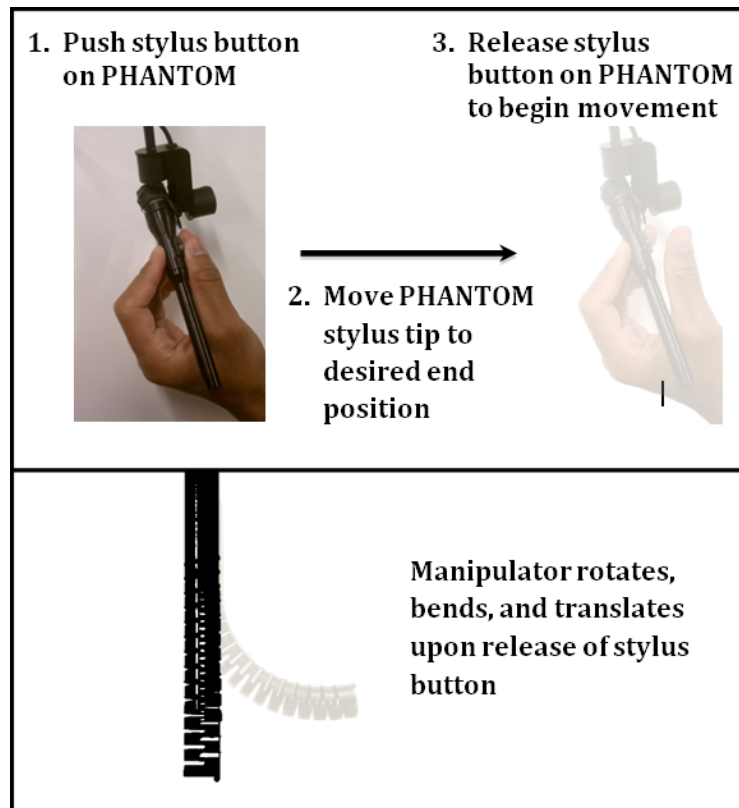 1. Push stylus button
on PHANTOM
3. Release stylus
button on PHANTOM
to begin movement
2. Move PHANTOM
stylus tip to
desired end
position
Manipulator rotates,
bends, and translates
upon release of stylus
button